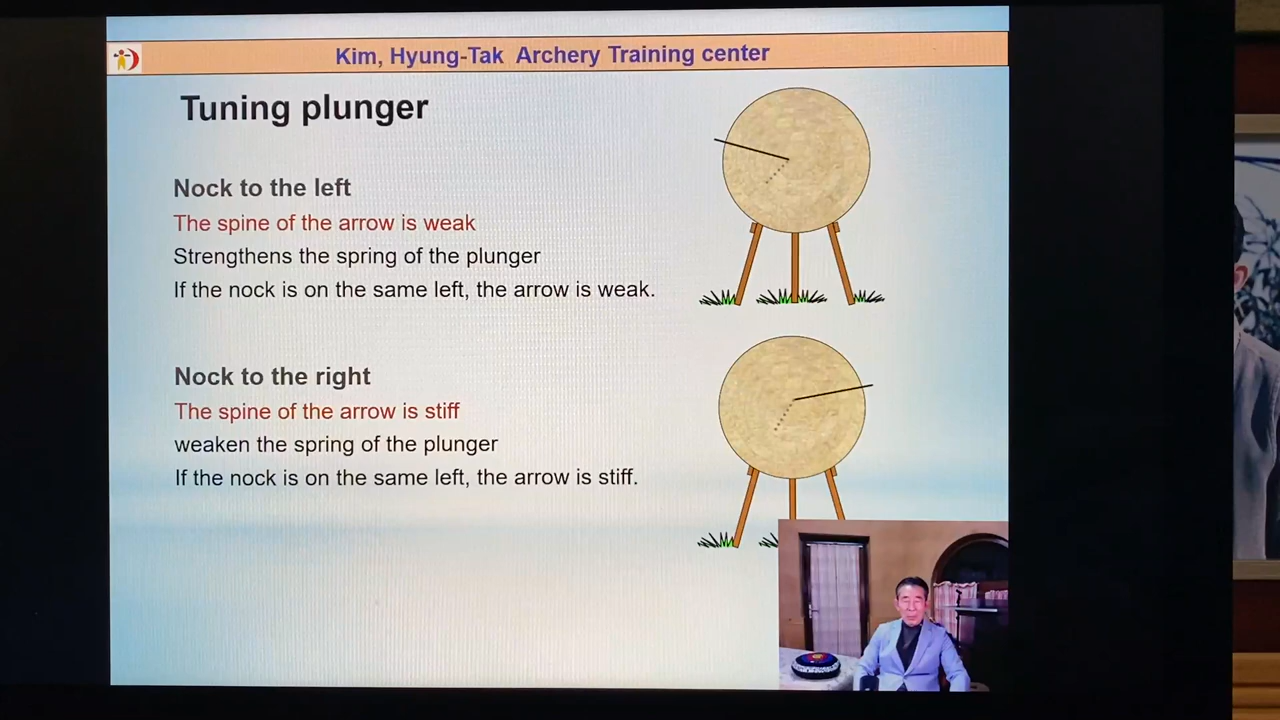 Kim, Hyung-Tak Archery Training center
Tuning plunger
Nock to the left
The spine of the arrow is weak
Strengthens the spring of the plunger
If the nock is on the same left, the arrow is weak.
Nock to the right
The spine of the arrow is stiff
weaken the spring of the plunger
If the nock is on the same left, the arrow is stiff.